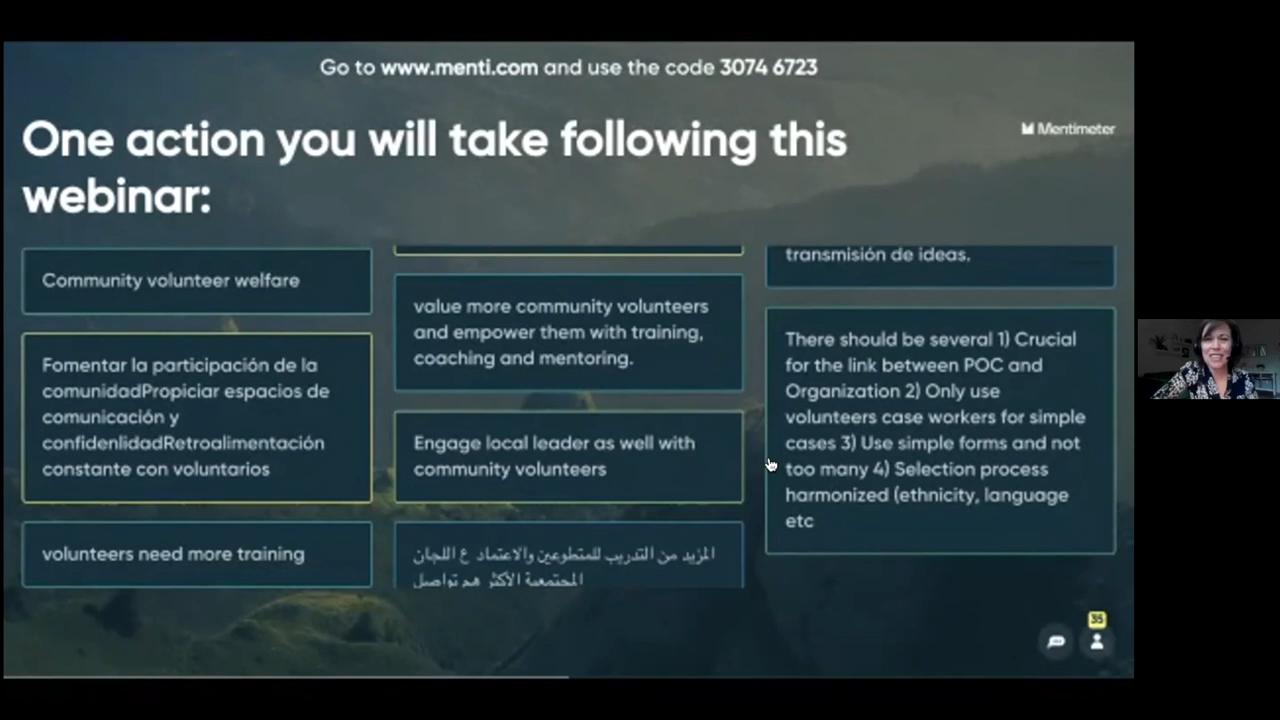 Go to www.menti.com and use the code 3074 6723
One action you will take following this
webinar:
Mentimeter
Community volunteer welfare
Fomentar la participación de la
comunidadPropiciar espacios de
comunicación y
confidenlidadRetroalimentación
constante con voluntarios
volunteers need more training
value more community volunteers
and empower them with training,
coaching and mentoring.
Engage local leader as well with
community volunteers
المزيد من التدريب للمتطوعين والاعتماد ع اللجان
المجتمعية الأكثر هم تواصل
transmisión de ideas.
There should be several 1) Crucial
for the link between POC and
Organization 2) Only use
volunteers case workers for simple
cases 3) Use simple forms and not
too many 4) Selection process
harmonized (ethnicity, language
etc
35